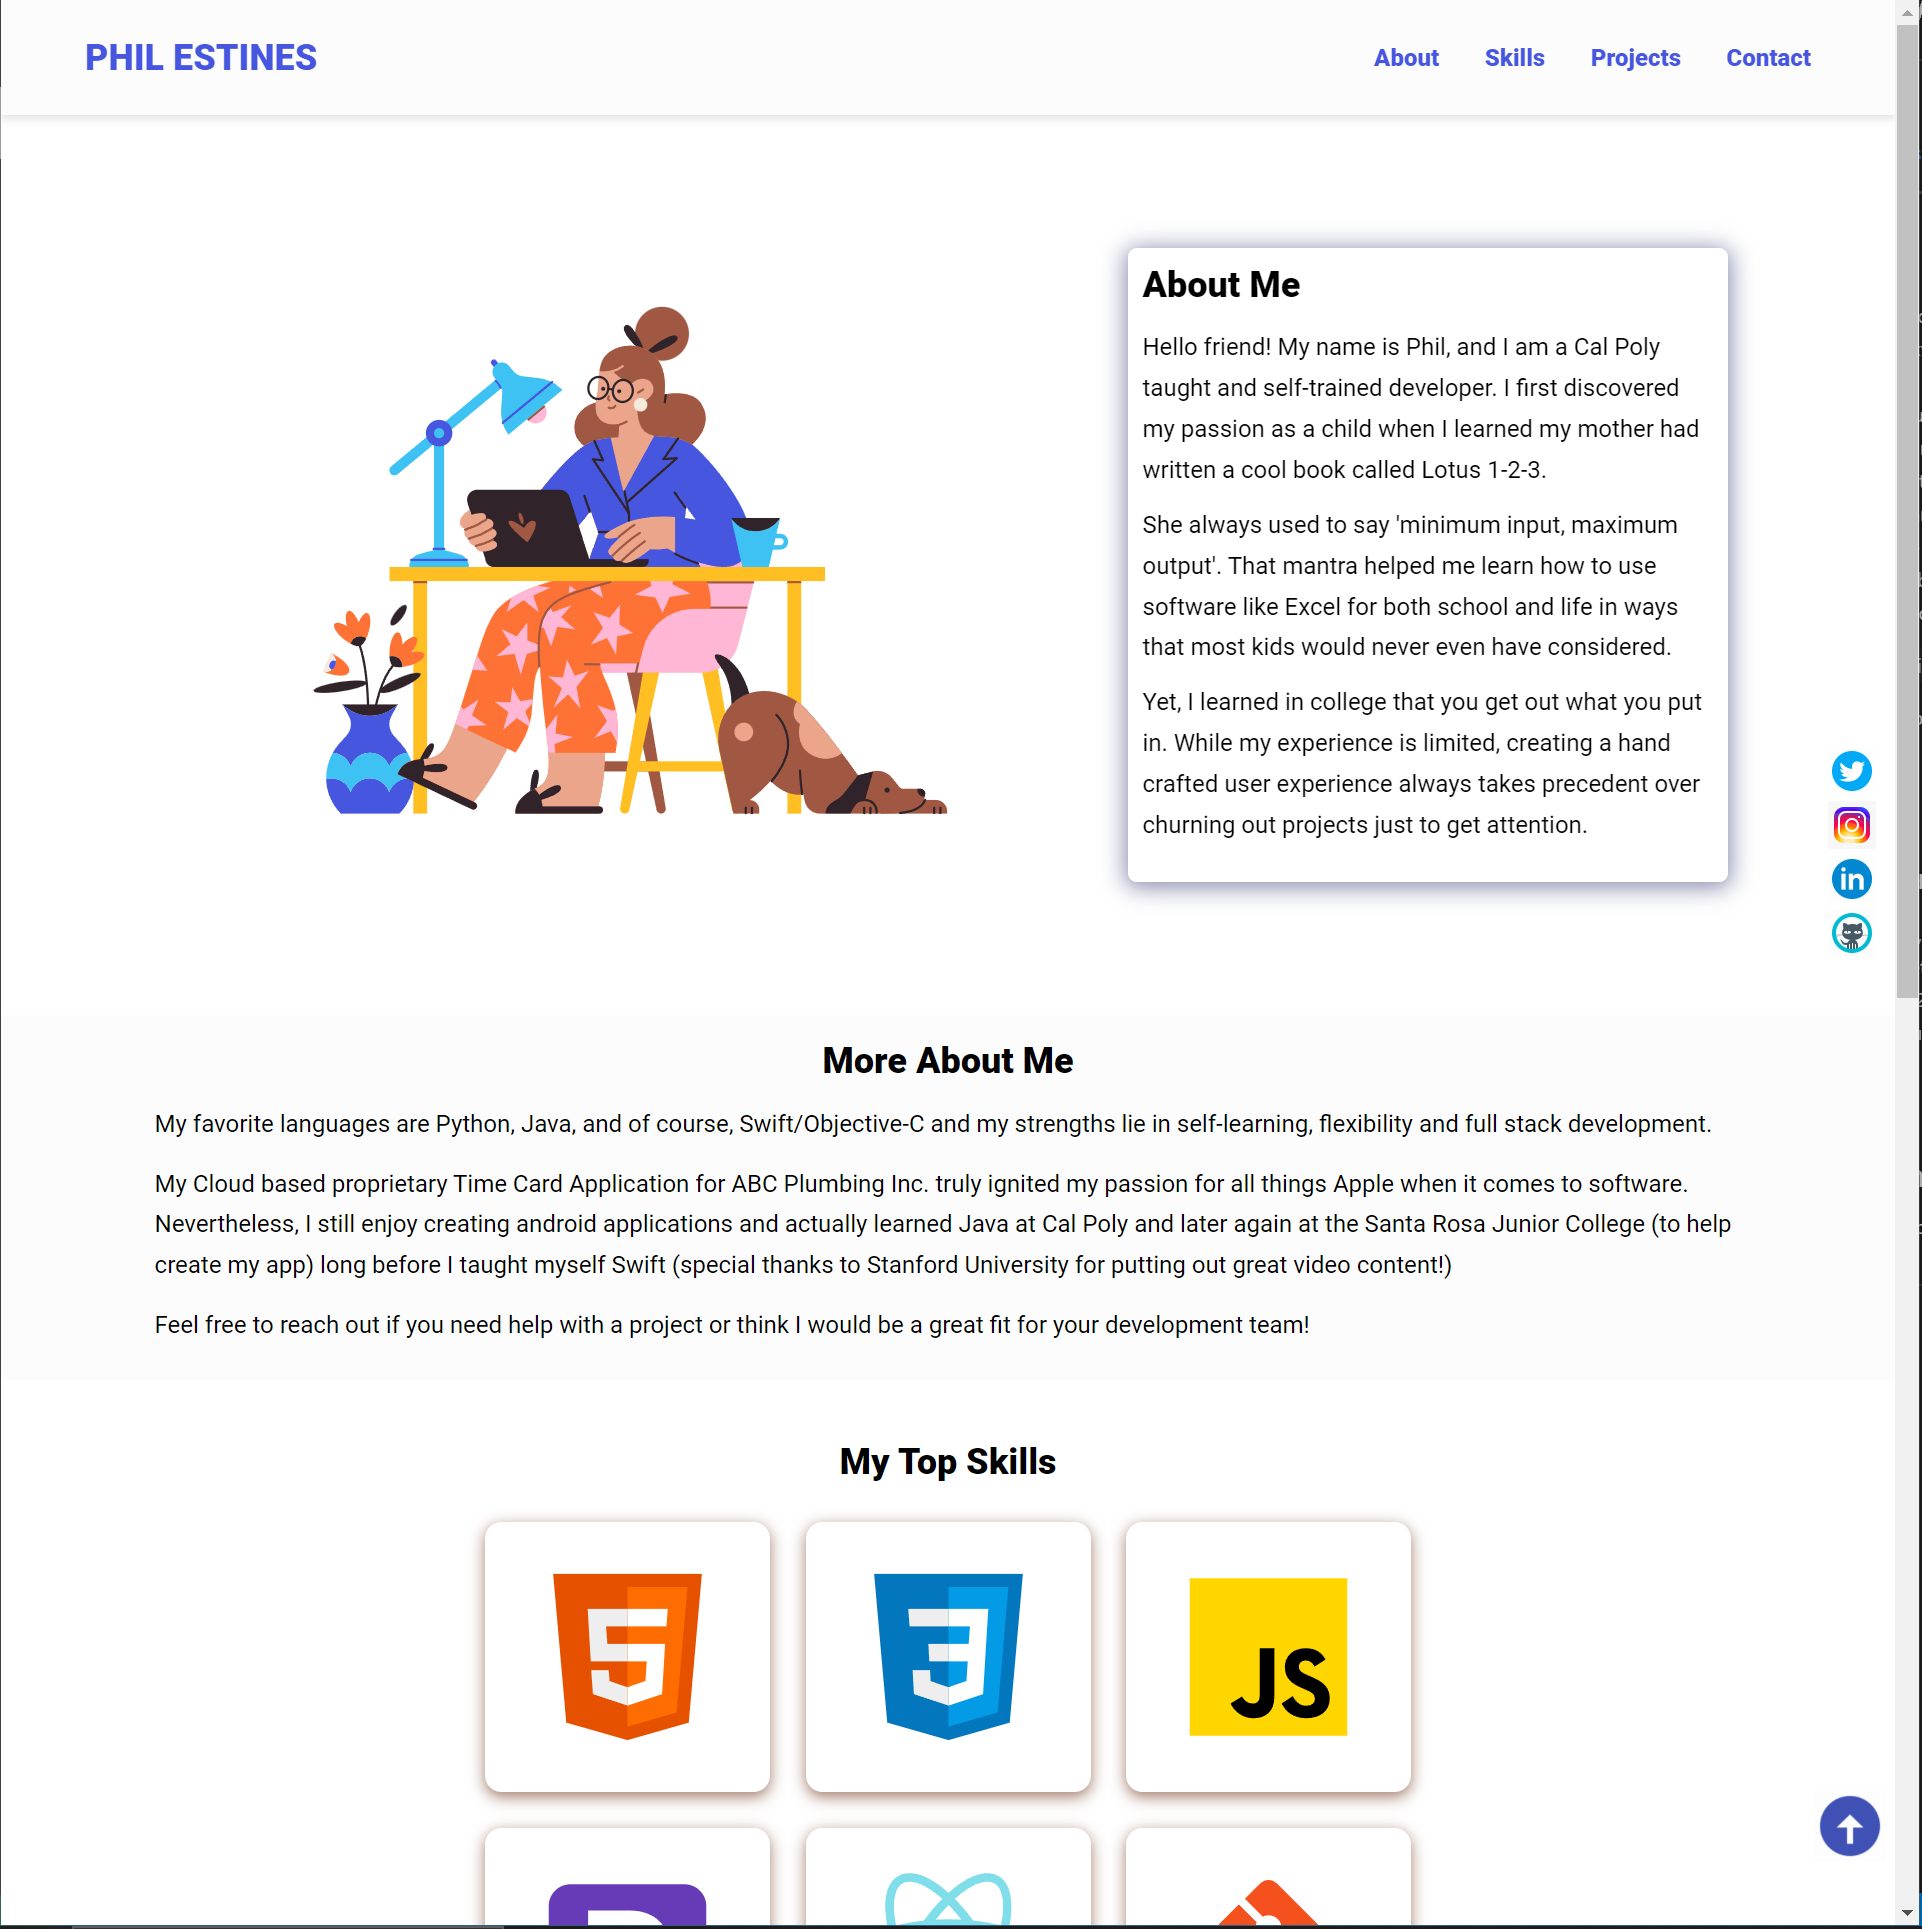 PHIL ESTINES
About Skills Projects Contact
About Me
Hello friend! My name is Phil, and I am a Cal Poly
taught and self-trained developer. I first discovered
my passion as a child when I learned my mother had
written a cool book called Lotus 1-2-3.
She always used to say 'minimum input, maximum
output'. That mantra helped me learn how to use
software like Excel for both school and life in ways
that most kids would never even have considered.
Yet, I learned in college that you get out what you put
in. While my experience is limited, creating a hand
crafted user experience always takes precedent over
churning out projects just to get attention.
in
More About Me
My favorite languages are Python, Java, and of course, Swift/Objective-C and my strengths lie in self-learning, flexibility and full stack development.
My Cloud based proprietary Time Card Application for ABC Plumbing Inc. truly ignited my passion for all things Apple when it comes to software.
Nevertheless, I still enjoy creating android applications and actually learned Java at Cal Poly and later again at the Santa Rosa Junior College (to help
create my app) long before I taught myself Swift (special thanks to Stanford University for putting out great video content!)
Feel free to reach out if you need help with a project or think I would be a great fit for your development team!
My Top Skills
5 3 JS